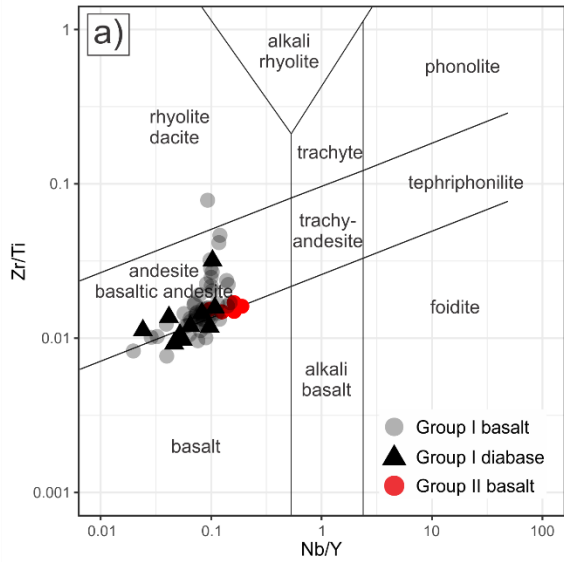 a)
alkali
rhyolite
phonolite
rhyolite
dacite
trachyte
tephriphonilite
trachy-
andesite
andesite
basaltic andesite
foidite
alkali
basalt
basalt
Group I basalt
Group I diabase
Group II basalt
1
0.1
0.01
0.001
Zr/Ti
0.01
0.1
1
10
100
Nb/Y